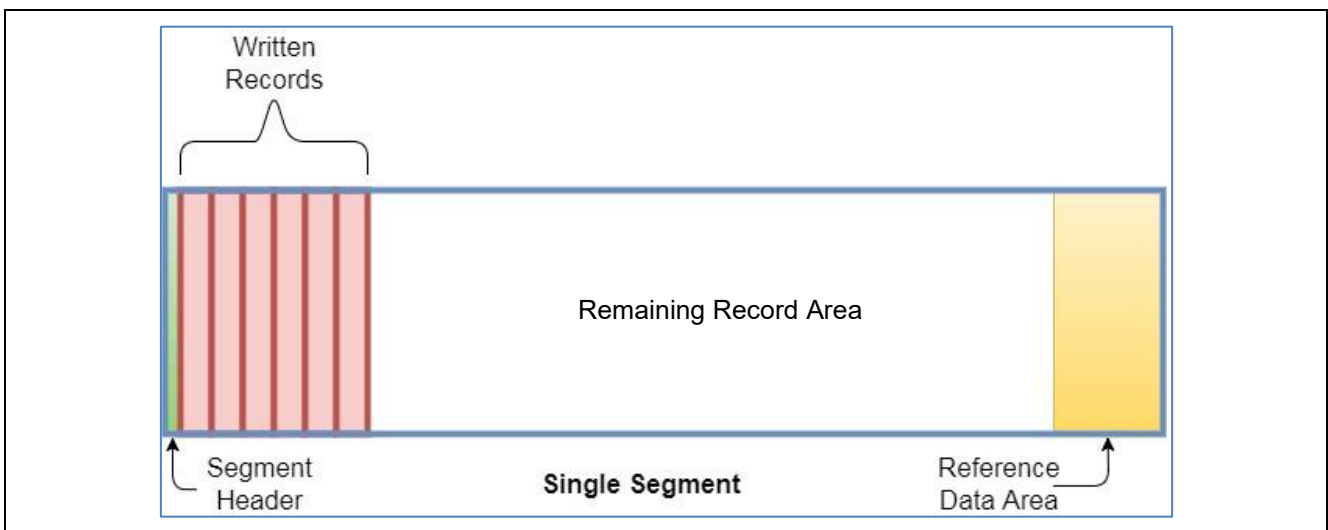 Written
Records
Remaining Record Area
Segment
Header
Single Segment
Reference
Data Area